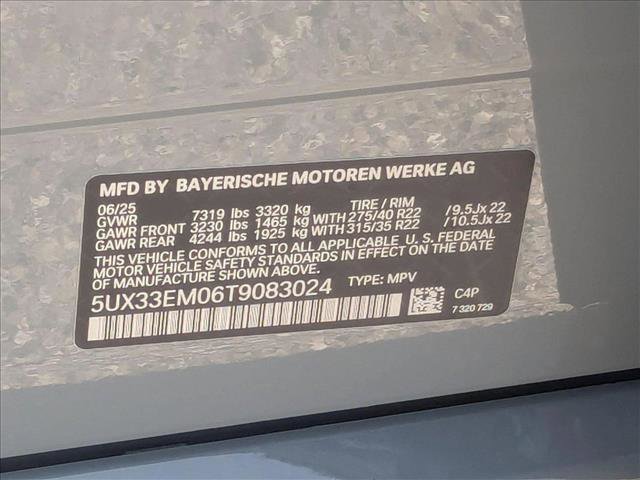 MFD BY BAYERISCHE MOTOREN WERKE AG
06/25 TIRE / RIM
GVWR 7319 lbs 3320 kg
GAWR FRONT 3230 lbs 1465 kg WITH 275/40 R22 /9.5Jx 22
GAWR REAR 4244 lbs 1925 kg WITH 315/35 R22 /10.5Jx 22
THIS VEHICLE CONFORMS TO ALL APPLICABLE U. S. FEDERAL
MOTOR VEHICLE SAFETY STANDARDS IN EFFECT ON THE DATE
OF MANUFACTURE SHOWN ABOVE.
5UX33EM06T9083024 TYPE: MPV
C4P
7 320 729